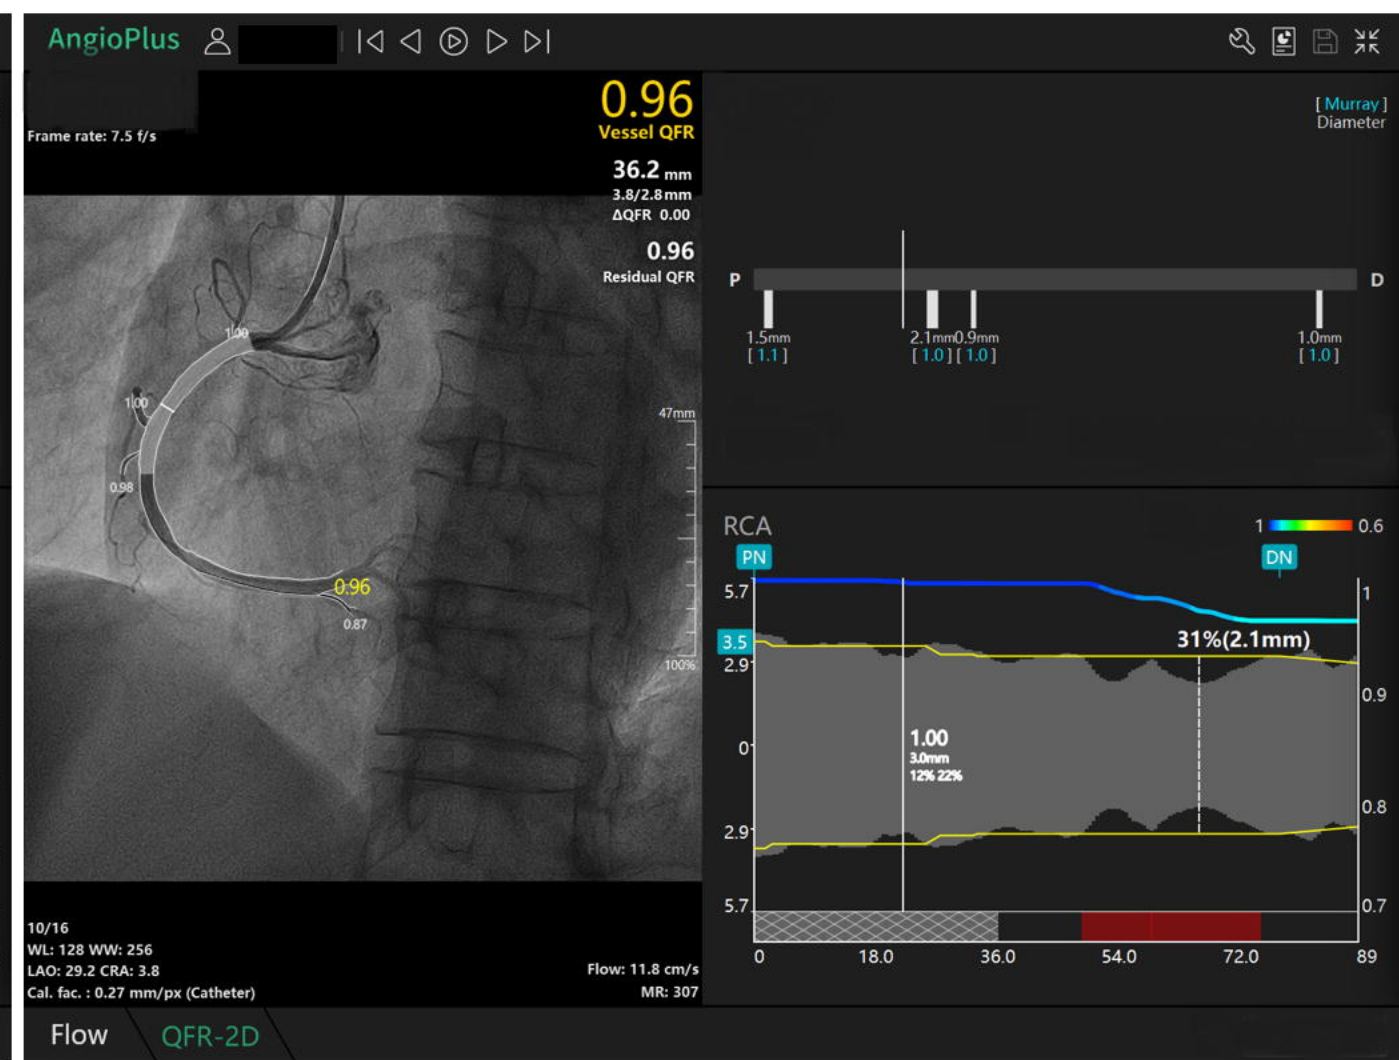 AngioPlus
Frame rate: 7.5 f/s
0.96
Vessel QFR
36.2 mm
3.8/2.8mm
ΔQFR 0.00
0.96
Residual QFR
1.00
1.00
0.98
0.96
0.87
47mm
100%
10/16
WL: 128 WW: 256
LAO: 29.2 CRA: 3.8
Cal. fac. : 0.27 mm/px (Catheter)
Flow: 11.8 cm/s
MR: 307
[ Murray ]
Diameter
P
D
1.5mm 2.1mm 0.9mm 1.0mm
[ 1.1 ] [ 1.0 ] [ 1.0 ] [ 1.0 ]
RCA
1 0.6
PN DN
5.7 1
3.5
31%(2.1mm)
2.9
0.9
0
1.00
3.0mm
12% 22%
0.8
2.9
5.7 0.7
0 18.0 36.0 54.0 72.0 89
Flow QFR-2D